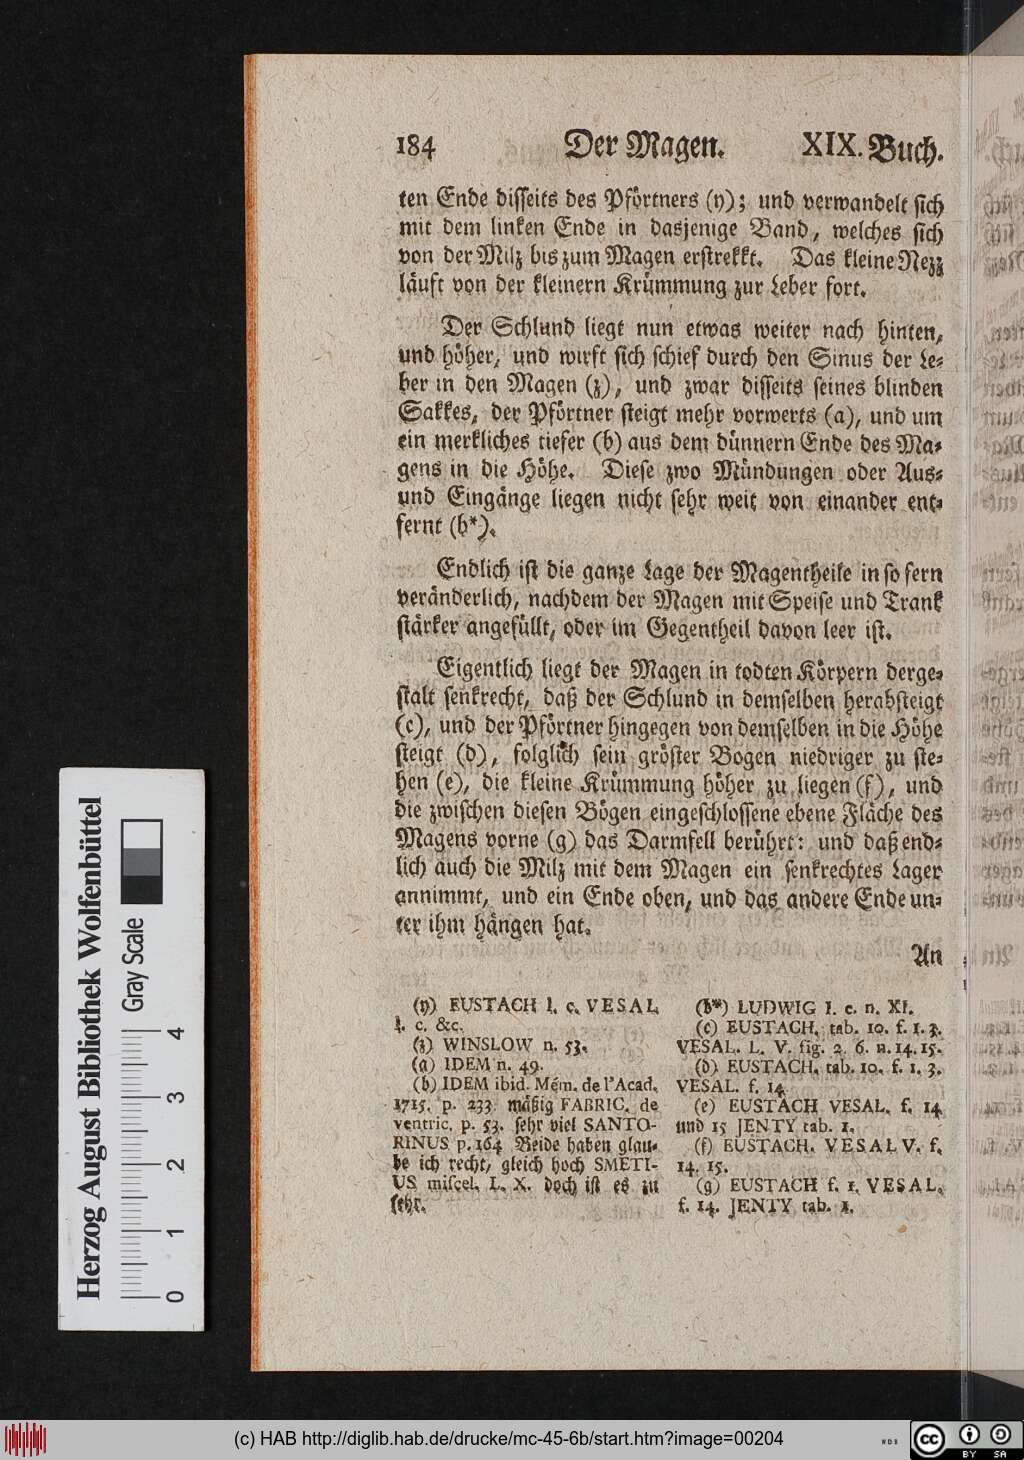 184 Der Magen. XIX. Buch.
ten Ende disseits des Pförtners (y); und verwandelt sich
mit dem linken Ende in dasjenige Band, welches sich
von der Milz bis zum Magen erstrekkt. Das kleine Nezz
läuft von der kleinern Krümmung zur Leber fort.
Der Schlund liegt nun etwas weiter nach hinten,
und höher, und wirft sich schief durch den Sinus der Le-
ber in den Magen (z), und zwar disseits seines blinden
Sakkes, der Pförtner steigt mehr vorwerts (a), und um
ein merkliches tiefer (b) aus dem dünnern Ende des Ma-
gens in die Höhe. Diese zwo Mündungen oder Aus-
und Eingänge liegen nicht sehr weit von einander ent-
fernt (b*).
Endlich ist die ganze Lage der Magentheile in so fern
veränderlich, nachdem der Magen mit Speise und Trank
stärker angefüllt, oder im Gegentheil davon leer ist.
Eigentlich liegt der Magen in todten Körpern derge-
stalt senkrecht, daß der Schlund in demselben herabsteigt
(c), und der Pförtner hingegen von demselben in die Höhe
steigt (d), folglich sein gröster Bogen niedriger zu ste-
hen (e), die kleine Krümmung höher zu liegen (f), und
die zwischen diesen Bögen eingeschlossene ebene Fläche des
Magens vorne (g) das Darmfell berührt: und daß end-
lich auch die Milz mit dem Magen ein senkrechtes Lager
annimmt, und ein Ende oben, und das andere Ende un-
ter ihm hängen hat.
An
(y) EUSTACH l. c. VESAL
l. c. &c.
(z) WINSLOW n. 53.
(a) IDEM n. 49.
(b) IDEM ibid. Mém. de l'Acad.
1715. p. 233 mäßig FABRIC. de
ventric. p. 53. sehr viel SANTO-
RINUS p. 164 Beide haben glau-
be ich recht, gleich hoch SMETI-
US miscel. L. X. doch ist es zu
sehr.
(b*) LUDWIG l. c. n. XI.
(c) EUSTACH. tab. 10. f. 1. 3.
VESAL. L. V. fig. 2. 6. n. 14. 15.
(d) EUSTACH. tab. 10. f. 1. 3.
VESAL. f. 14
(e) EUSTACH VESAL. f. 14
und 15 JENTY tab. 1.
(f) EUSTACH. VESAL V. f.
14. 15.
(g) EUSTACH f. 1. VESAL.
f. 14. JENTY tab. 1.
Herzog August Bibliothek Wolfenbüttel
Gray Scale
0 1 2 3 4
(c) HAB http://diglib.hab.de/drucke/mc-45-6b/start.htm?image=00204
WDB
cc BY SA